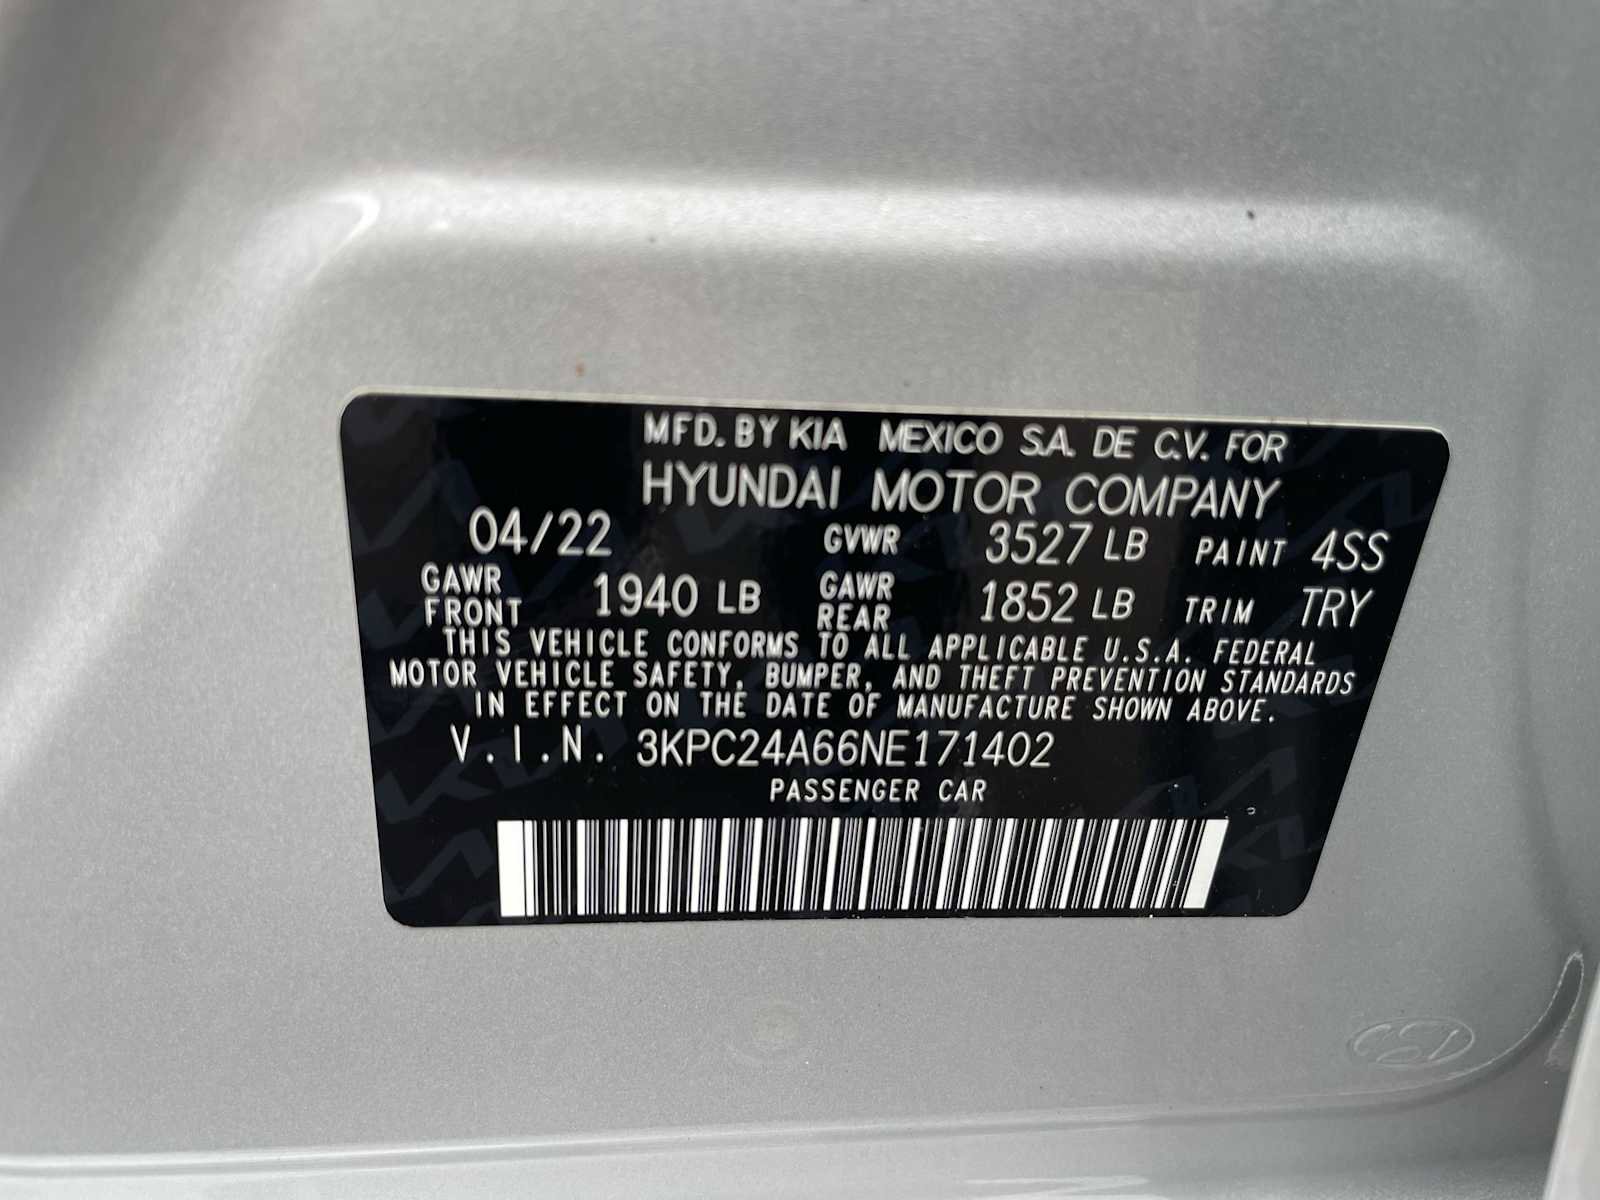 MFD. BY KIA MEXICO S.A. DE C.V. FOR
HYUNDAI MOTOR COMPANY
04/22 GVWR 3527 LB PAINT 4SS
GAWR FRONT 1940 LB GAWR REAR 1852 LB TRIM TRY
THIS VEHICLE CONFORMS TO ALL APPLICABLE U.S.A. FEDERAL
MOTOR VEHICLE SAFETY, BUMPER, AND THEFT PREVENTION STANDARDS
IN EFFECT ON THE DATE OF MANUFACTURE SHOWN ABOVE.
V.I.N. 3KPC24A66NE171402
PASSENGER CAR